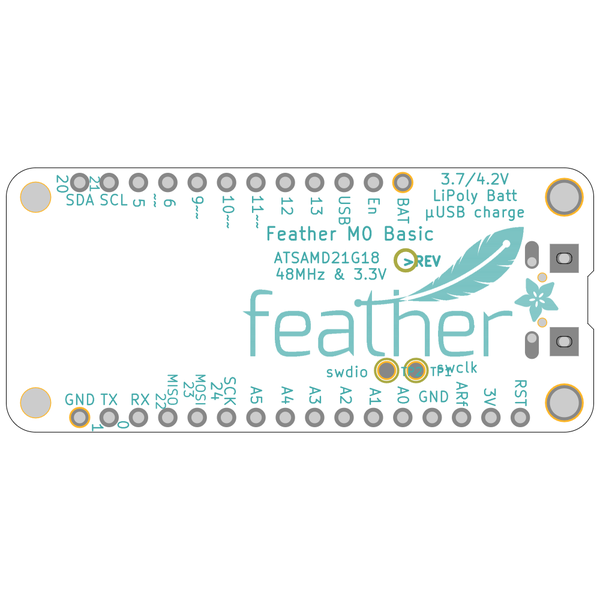 20 21 3.7/4.2V
SDA SCL 5~ 6 9~~ 10~~ 11~~ 12 13 USB En BAT LiPoly Batt
µUSB charge
Feather M0 Basic
ATSAMD21G18 >REV
48MHz & 3.3V
feather
swdio TP1 swclk
GND TX RX MISO MOSI SCK A5 A4 A3 A2 A1 A0 GND ARf 3V RST
1 0 22 23 24